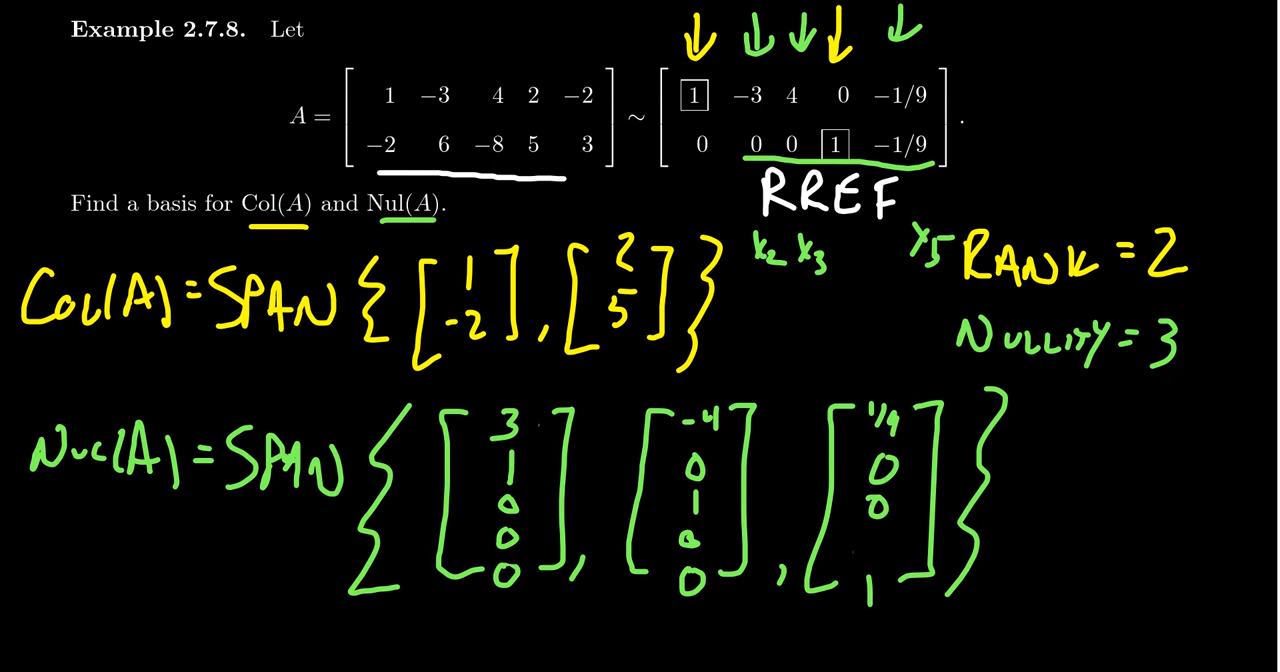 Example 2.7.8. Let
A = [ 1 −3 4 2 −2 ] ∼ [ 1 −3 4 0 −1/9 ]
[ −2 6 −8 5 3 ] [ 0 0 0 1 −1/9 ] .
RREF
Find a basis for Col(A) and Nul(A).
x2 x3 x5
RANK = 2
Col(A) = SPAN { [ 1 -2 ] , [ 2 5 ] }
NULLITY = 3
Nul(A) = SPAN { [ 3 1 0 0 0 ] , [ -4 0 1 0 0 ] , [ 1/9 0 0 1 ] }